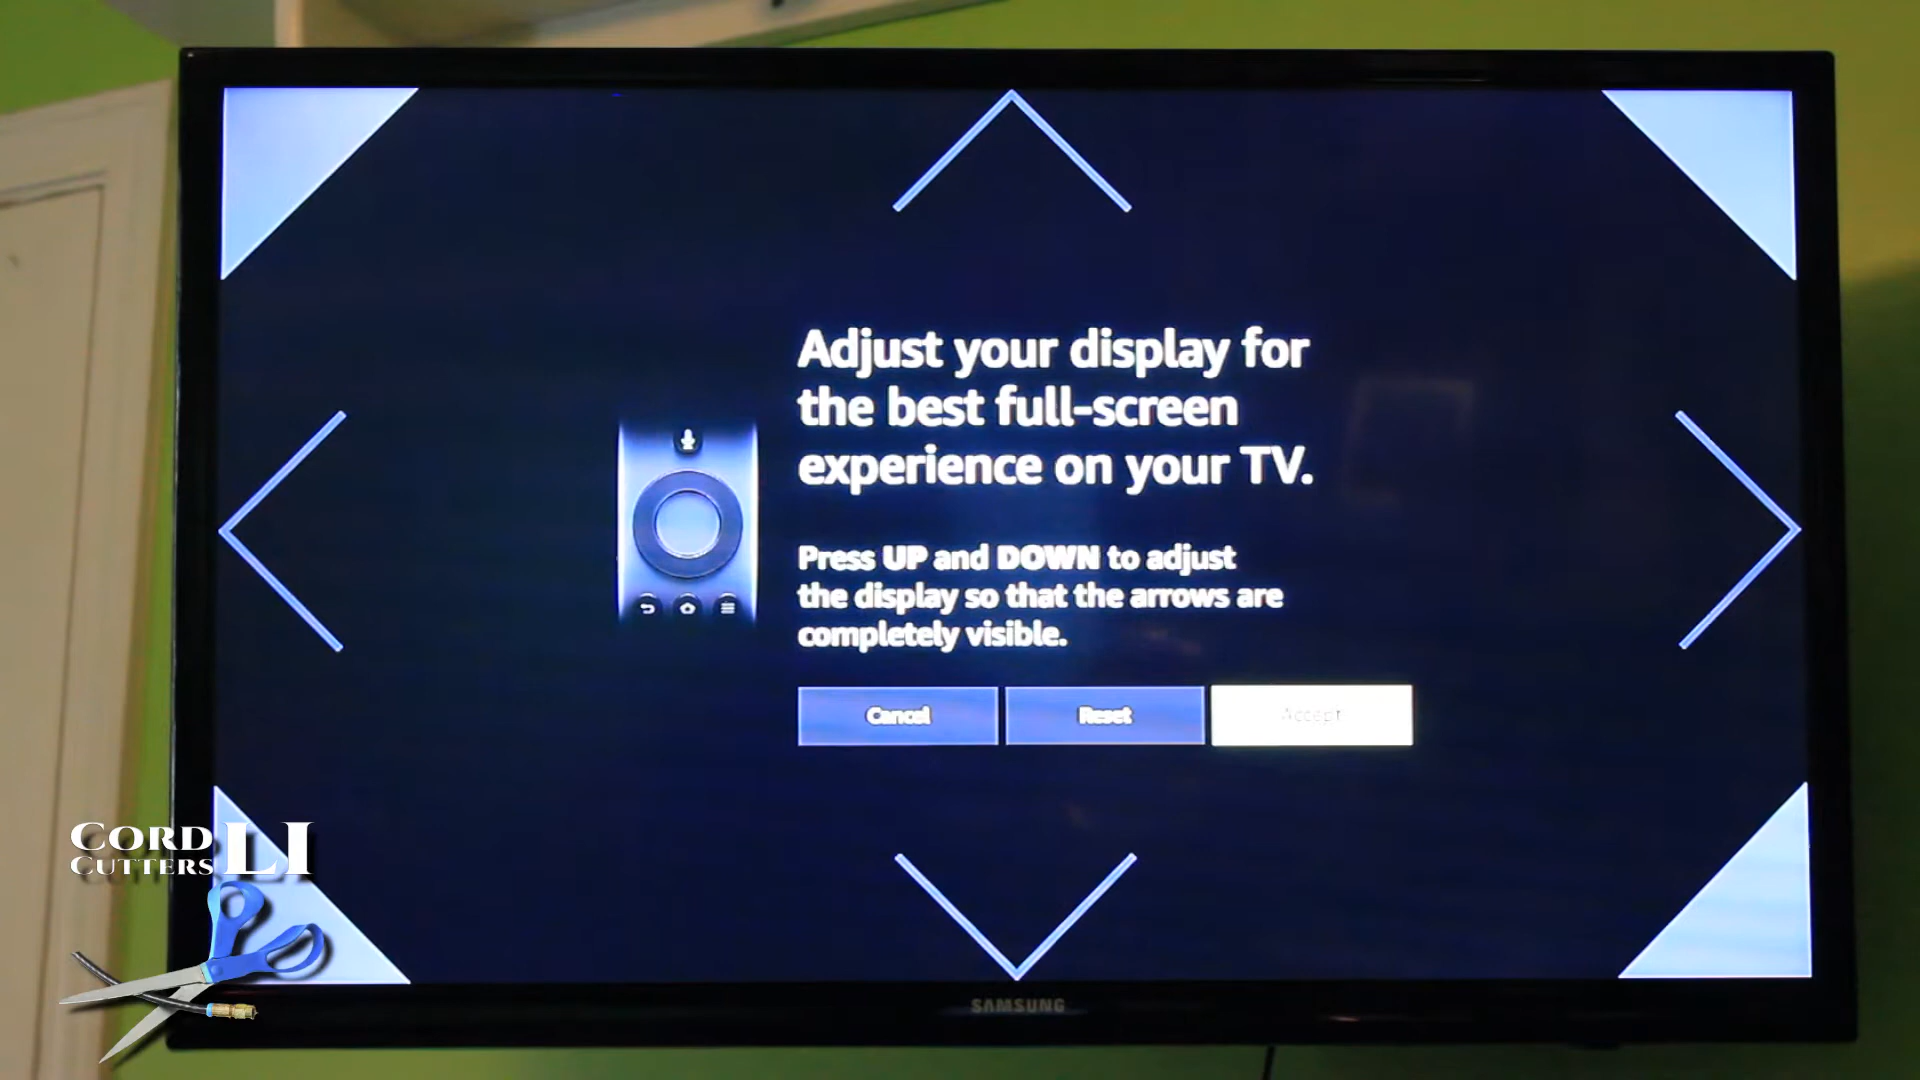 Adjust your display for
the best full-screen
experience on your TV.
Press UP and DOWN to adjust
the display so that the arrows are
completely visible.
Cancel
Reset
Accept
CORD
CUTTERS
LI
SAMSUNG